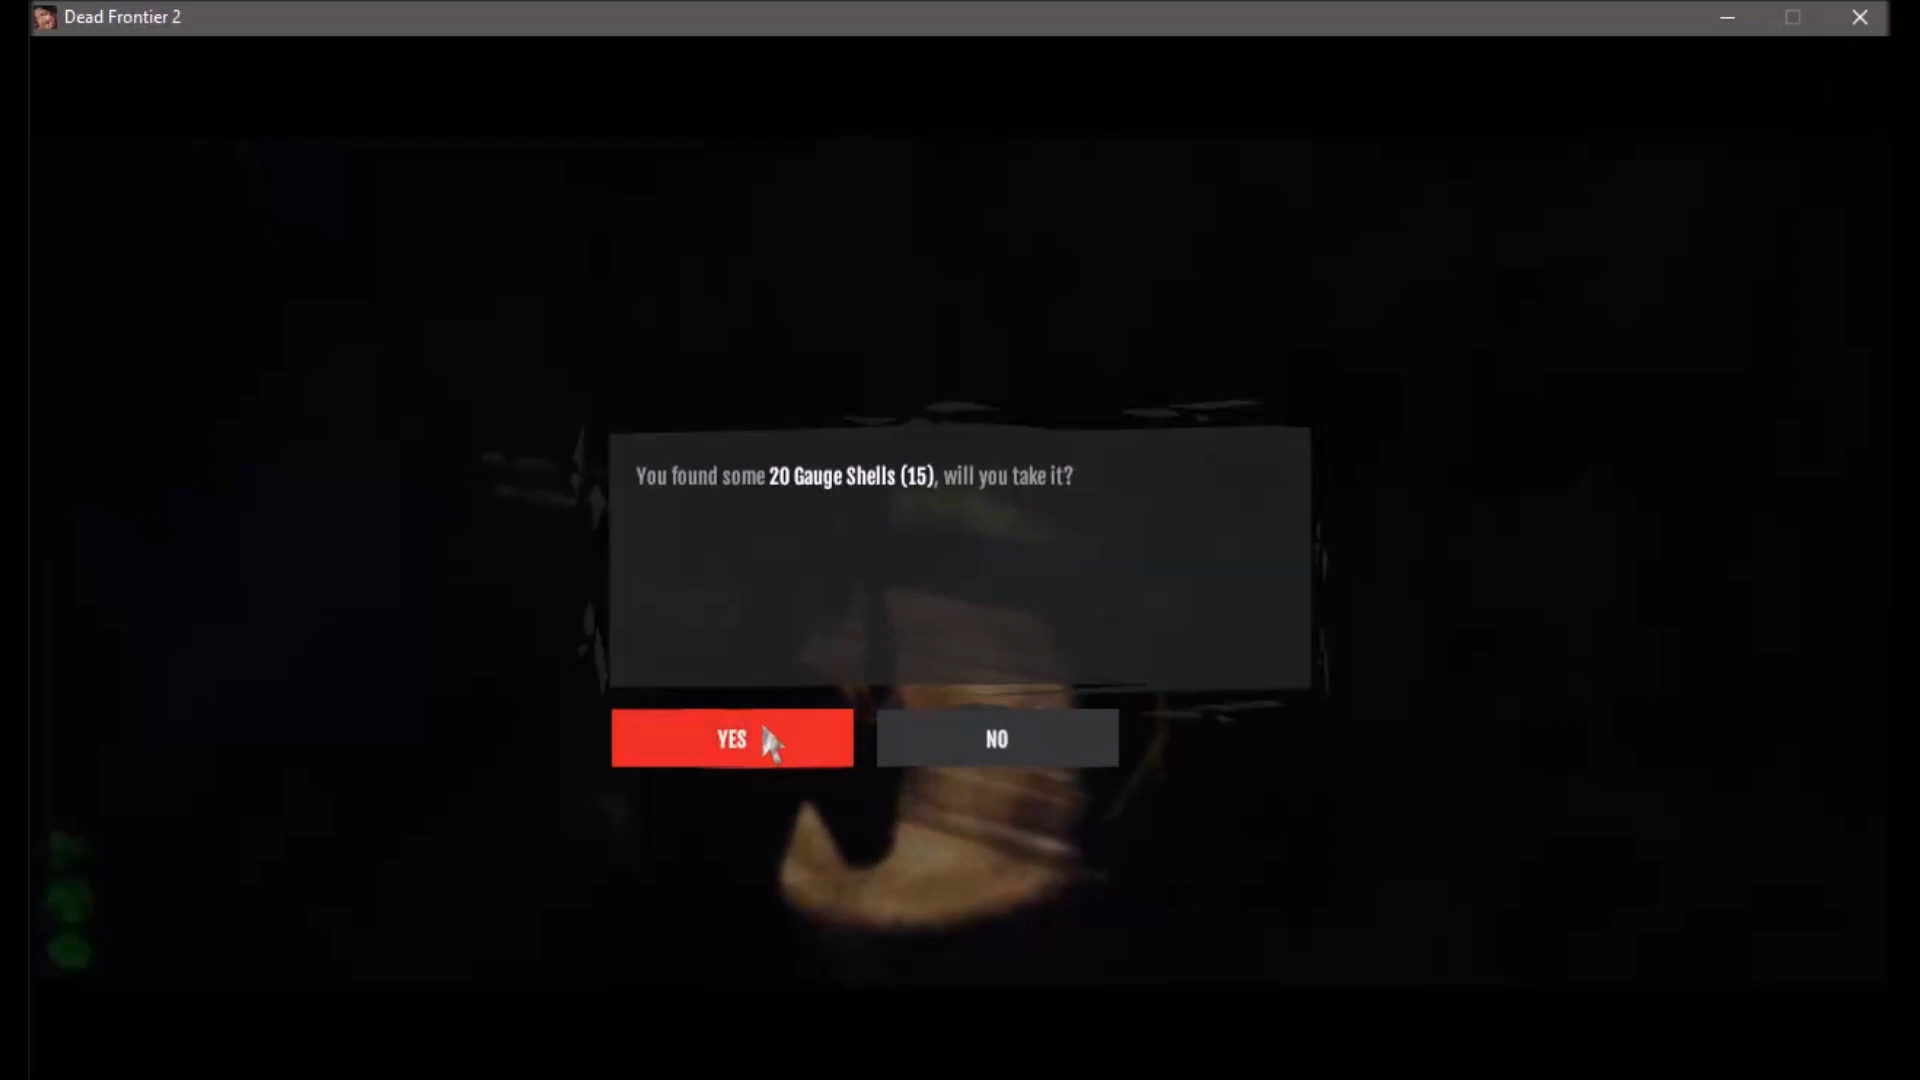 Dead Frontier 2
You found some 20 Gauge Shells (15), will you take it?
YES
NO